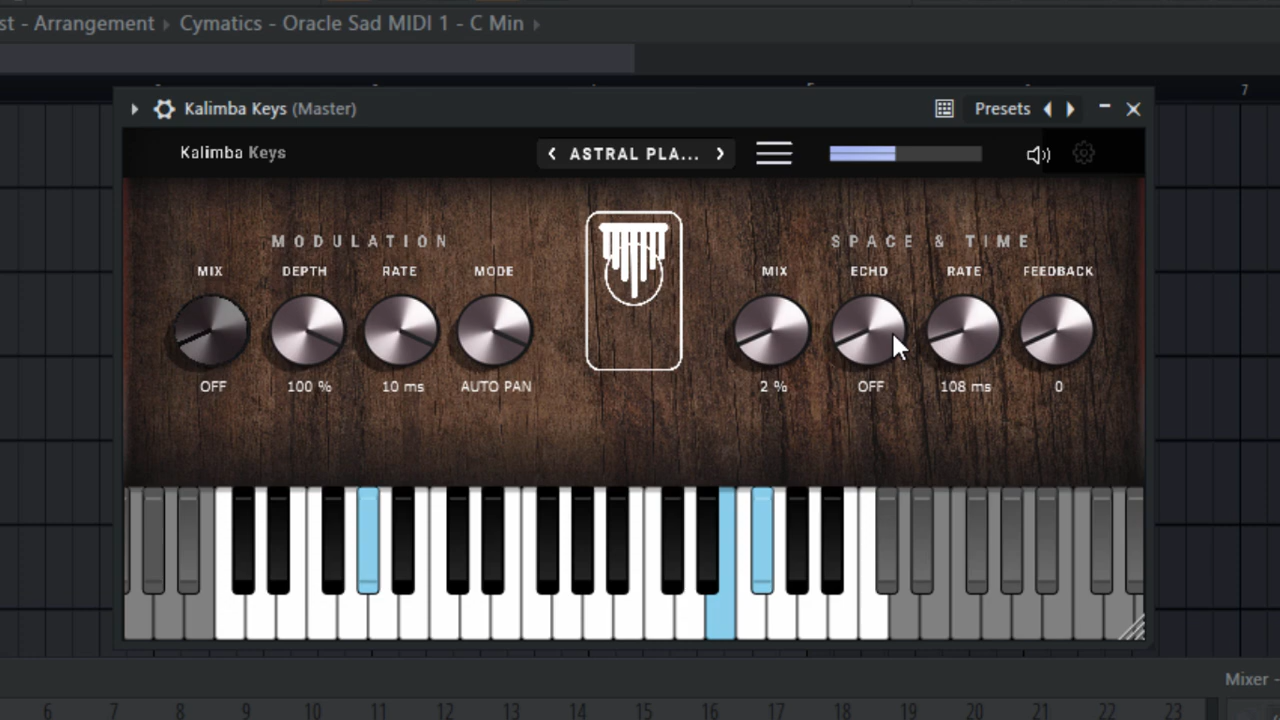 st - Arrangement Cymatics - Oracle Sad MIDI 1 - C Min
7
Kalimba Keys (Master) Presets
Kalimba Keys ASTRAL PLA...
MODULATION SPACE & TIME
MIX DEPTH RATE MODE MIX ECHO RATE FEEDBACK
OFF 100 % 10 ms AUTO PAN 2 % OFF 108 ms 0
Mixer -
6 7 8 9 10 11 12 13 14 15 16 17 18 19 20 21 22 23